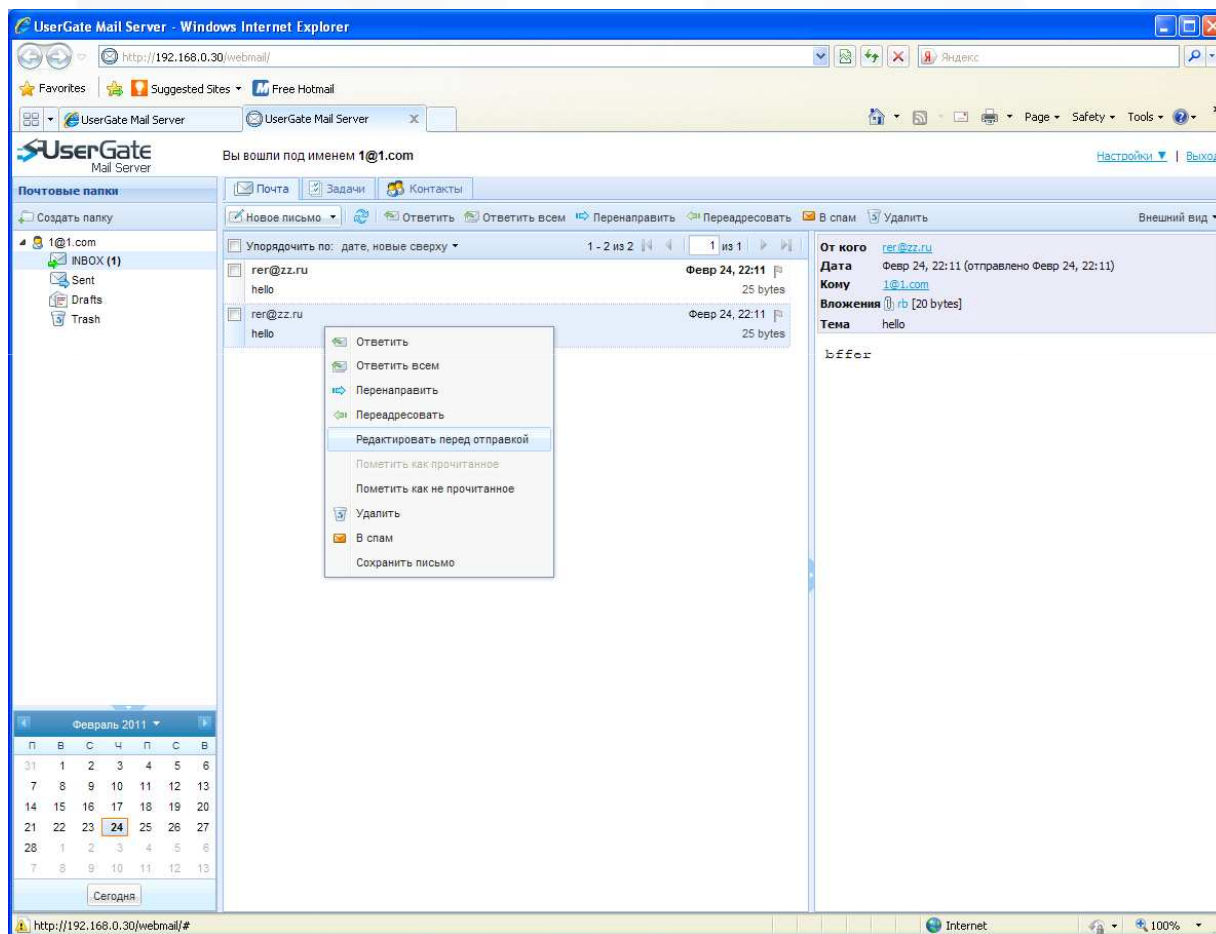 UserGate Mail Server - Windows Internet Explorer
http://192.168.0.30/webmail/
Яндекс
Favorites Suggested Sites Free Hotmail
UserGate Mail Server UserGate Mail Server X Page Safety Tools
UserGate
Mail Server
Вы вошли под именем 1@1.com
Настройки ▼ | Выход
Почтовые папки
Почта Задачи Контакты
Создать папку
Новое письмо Ответить Ответить всем Перенаправить Переадресовать В спам Удалить Внешний вид
1@1.com
INBOX (1)
Sent
Drafts
Trash
Упорядочить по: дате, новые сверху 1 - 2 из 2 1 из 1
rer@zz.ru Февр 24, 22:11
hello 25 bytes
rer@zz.ru Февр 24, 22:11
hello 25 bytes
Ответить
Ответить всем
Перенаправить
Переадресовать
Редактировать перед отправкой
Пометить как прочитанное
Пометить как не прочитанное
Удалить
В спам
Сохранить письмо
От кого rer@zz.ru
Дата Февр 24, 22:11 (отправлено Февр 24, 22:11)
Кому 1@1.com
Вложения rb [20 bytes]
Тема hello
bffer
Февраль 2011
П В С Ч П С В
31 1 2 3 4 5 6
7 8 9 10 11 12 13
14 15 16 17 18 19 20
21 22 23 24 25 26 27
28 1 2 3 4 5 6
7 8 9 10 11 12 13
Сегодня
http://192.168.0.30/webmail/# Internet 100%